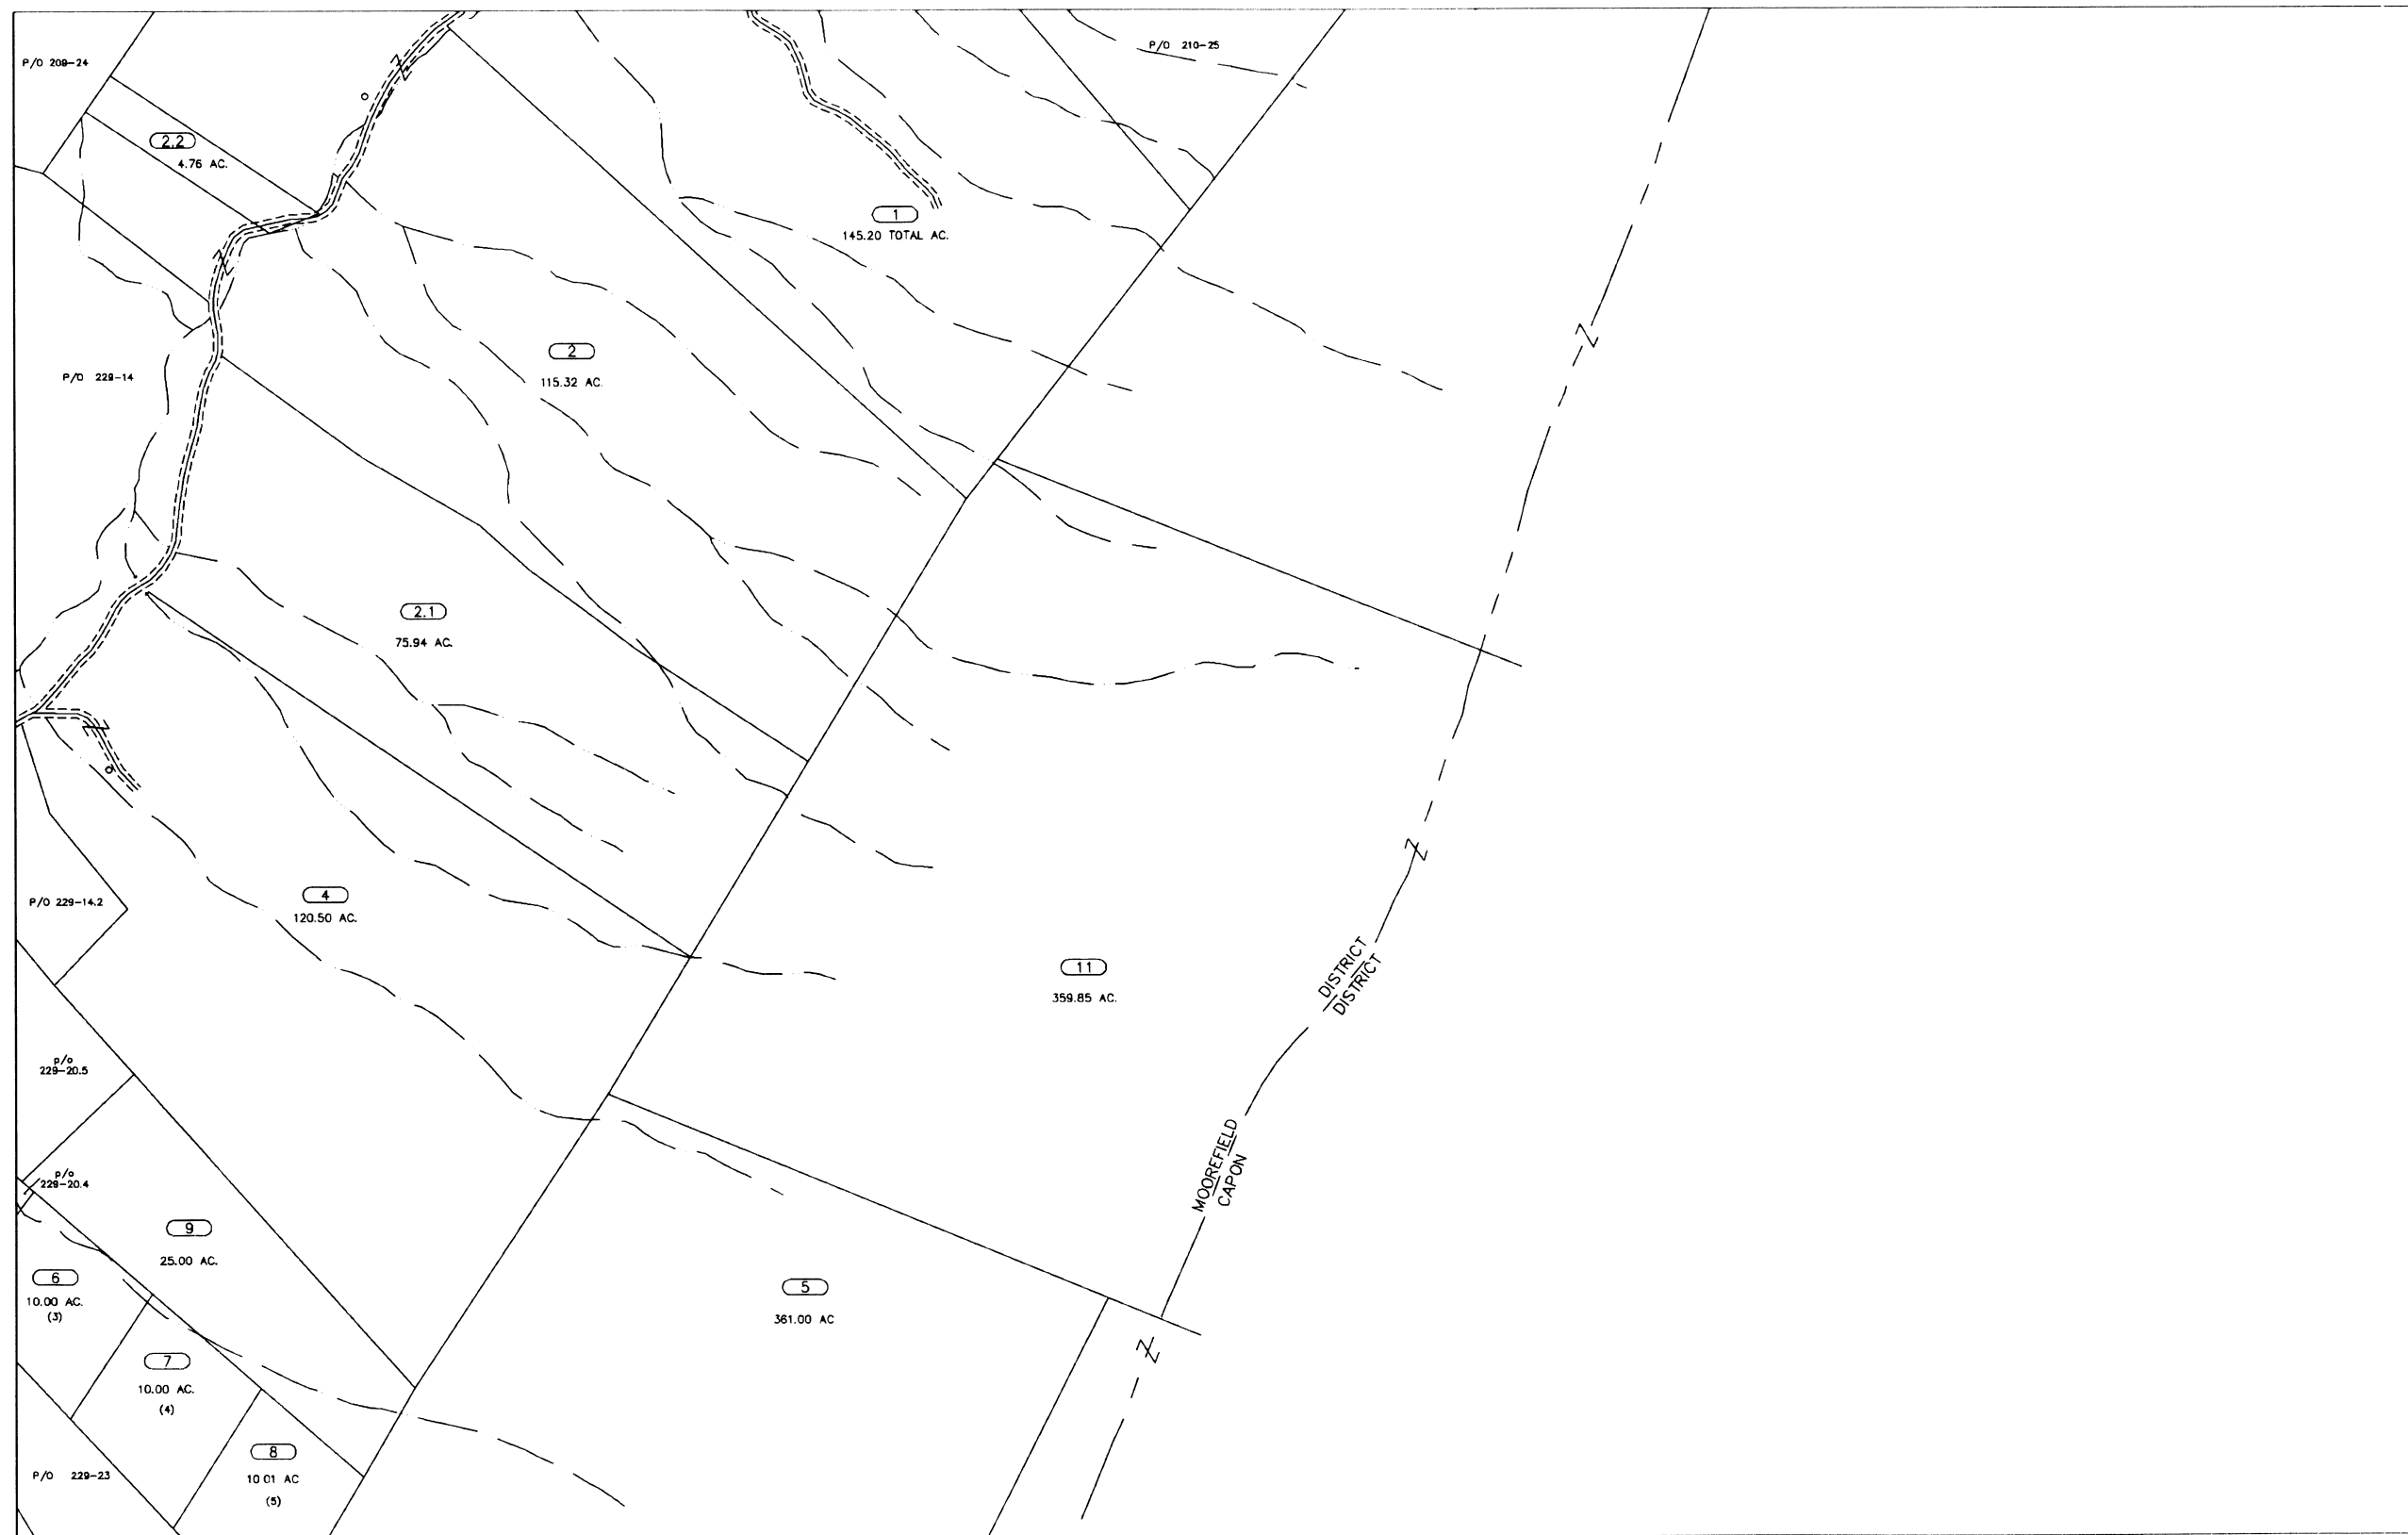 P/O 210-25
P/O 209-24
2.2
4.76 AC.
1
145.20 TOTAL AC.
2
115.32 AC.
P/O 229-14
2.1
75.94 AC.
4
120.50 AC.
P/O 229-14.2
11
359.85 AC.
DISTRICT
DISTRICT
MOOREFIELD
CAPON
P/O
229-20.5
P/O
229-20.4
9
25.00 AC.
6
10.00 AC.
(3)
5
361.00 AC
7
10.00 AC.
(4)
8
10 01 AC
(5)
P/O 229-23